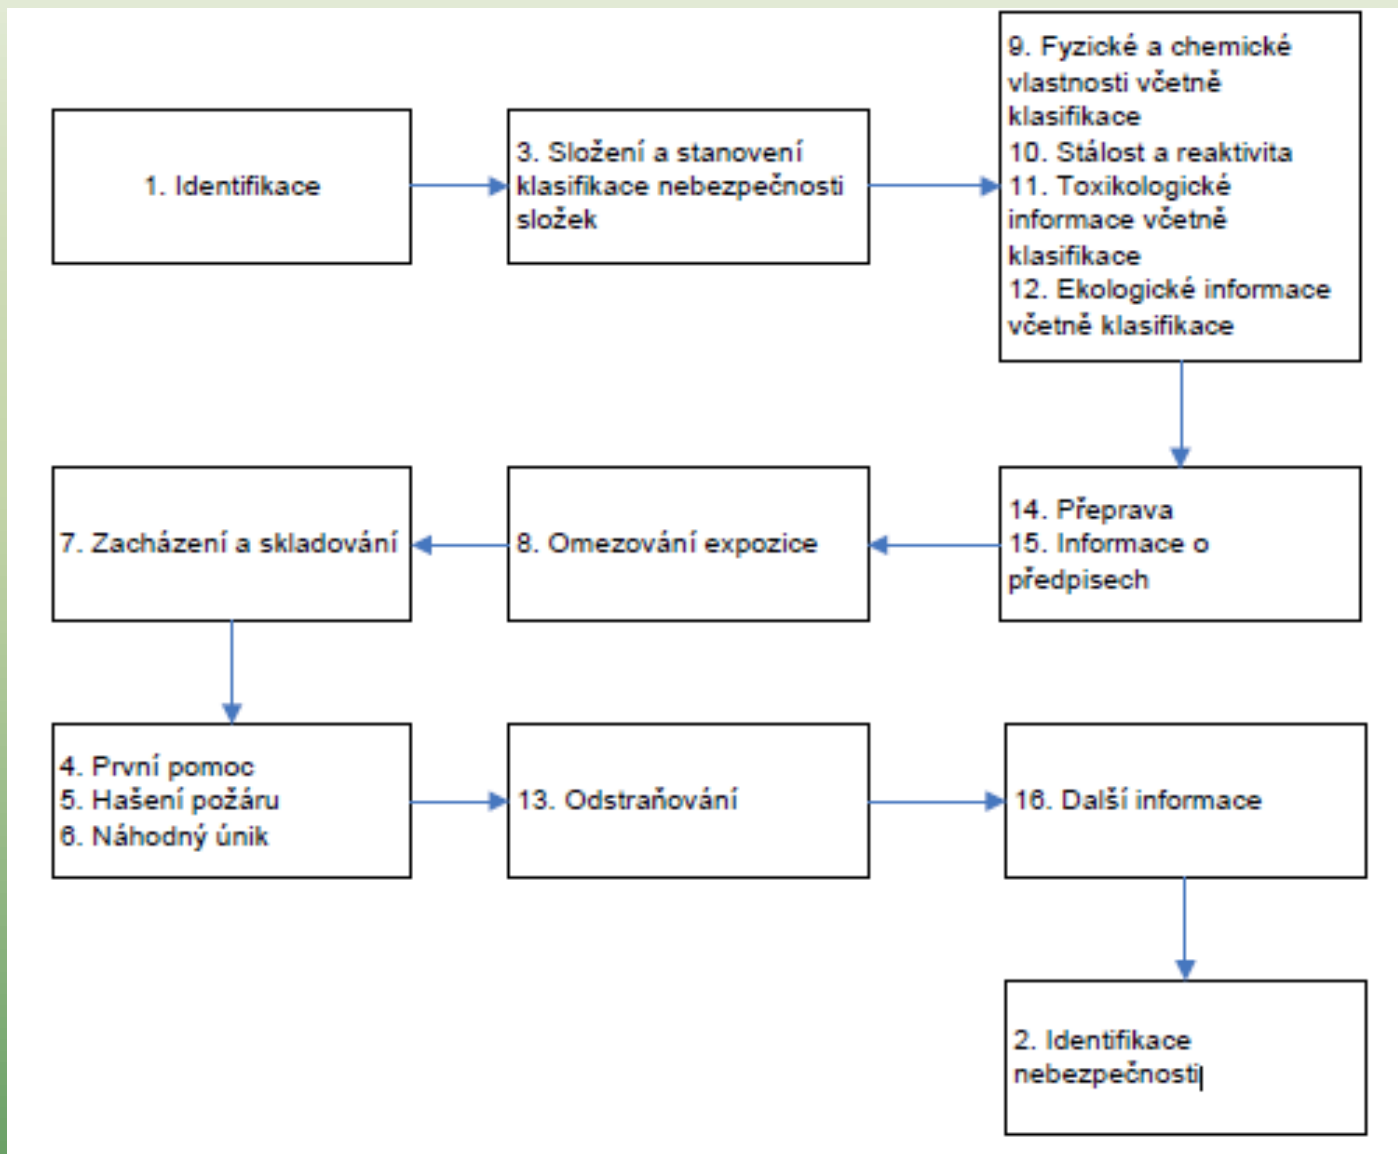 1. Identifikace
3. Složení a stanovení
klasifikace nebezpečnosti
složek
9. Fyzické a chemické
vlastnosti včetně
klasifikace
10. Stálost a reaktivita
11. Toxikologické
informace včetně
klasifikace
12. Ekologické informace
včetně klasifikace
14. Přeprava
15. Informace o
předpisech
8. Omezování expozice
7. Zacházení a skladování
4. První pomoc
5. Hašení požáru
6. Náhodný únik
13. Odstraňování
16. Další informace
2. Identifikace
nebezpečnosti